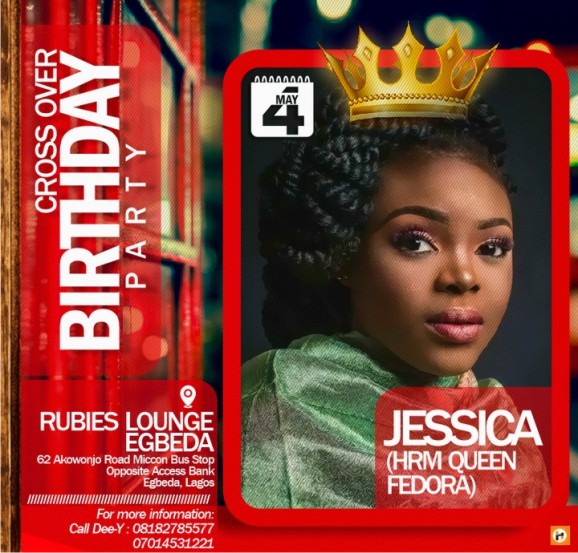 CROSS OVER
BIRTHDAY
PARTY
MAY
4
RUBIES LOUNGE
EGBEDA
62 Akowonjo Road Miccon Bus Stop
Opposite Access Bank
Egbeda, Lagos
For more information:
Call Dee-Y : 08182785577
07014531221
JESSICA
(HRM QUEEN
FEDORA)